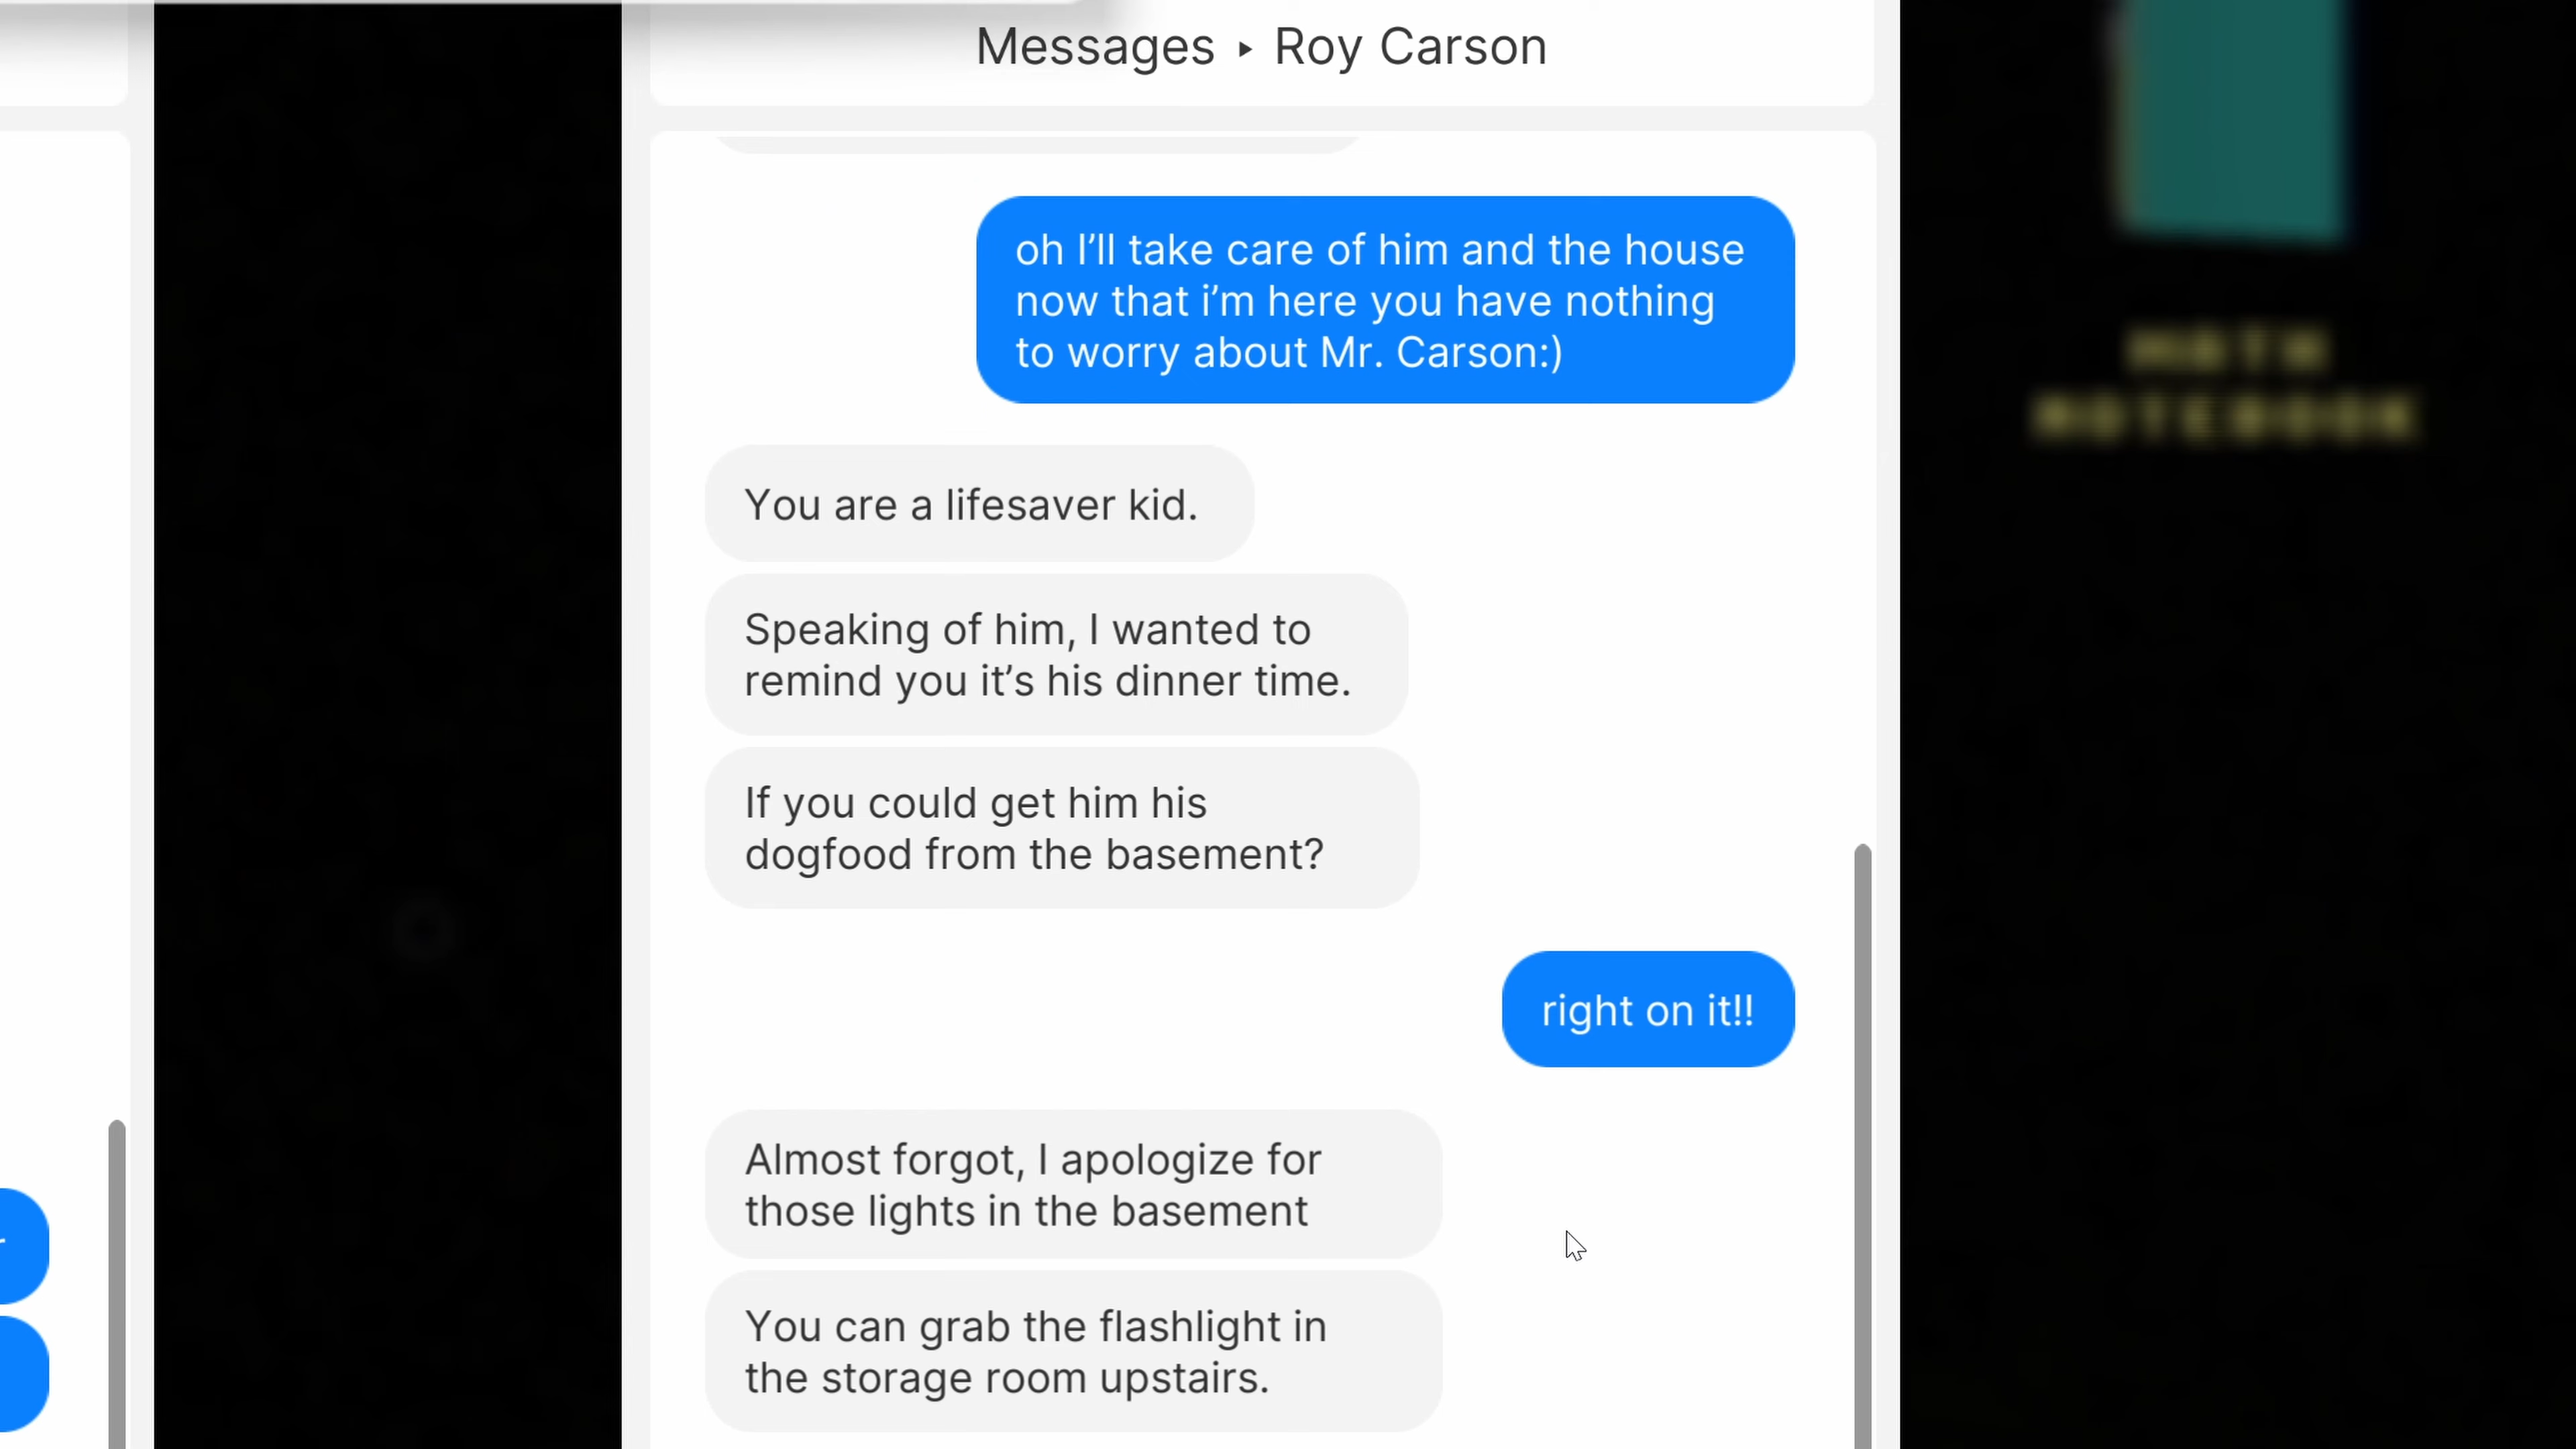 Messages ▸ Roy Carson
oh I'll take care of him and the house
now that i'm here you have nothing
to worry about Mr. Carson:)
You are a lifesaver kid.
Speaking of him, I wanted to
remind you it's his dinner time.
If you could get him his
dogfood from the basement?
right on it!!
Almost forgot, I apologize for
those lights in the basement
You can grab the flashlight in
the storage room upstairs.
MATH
NOTEBOOK